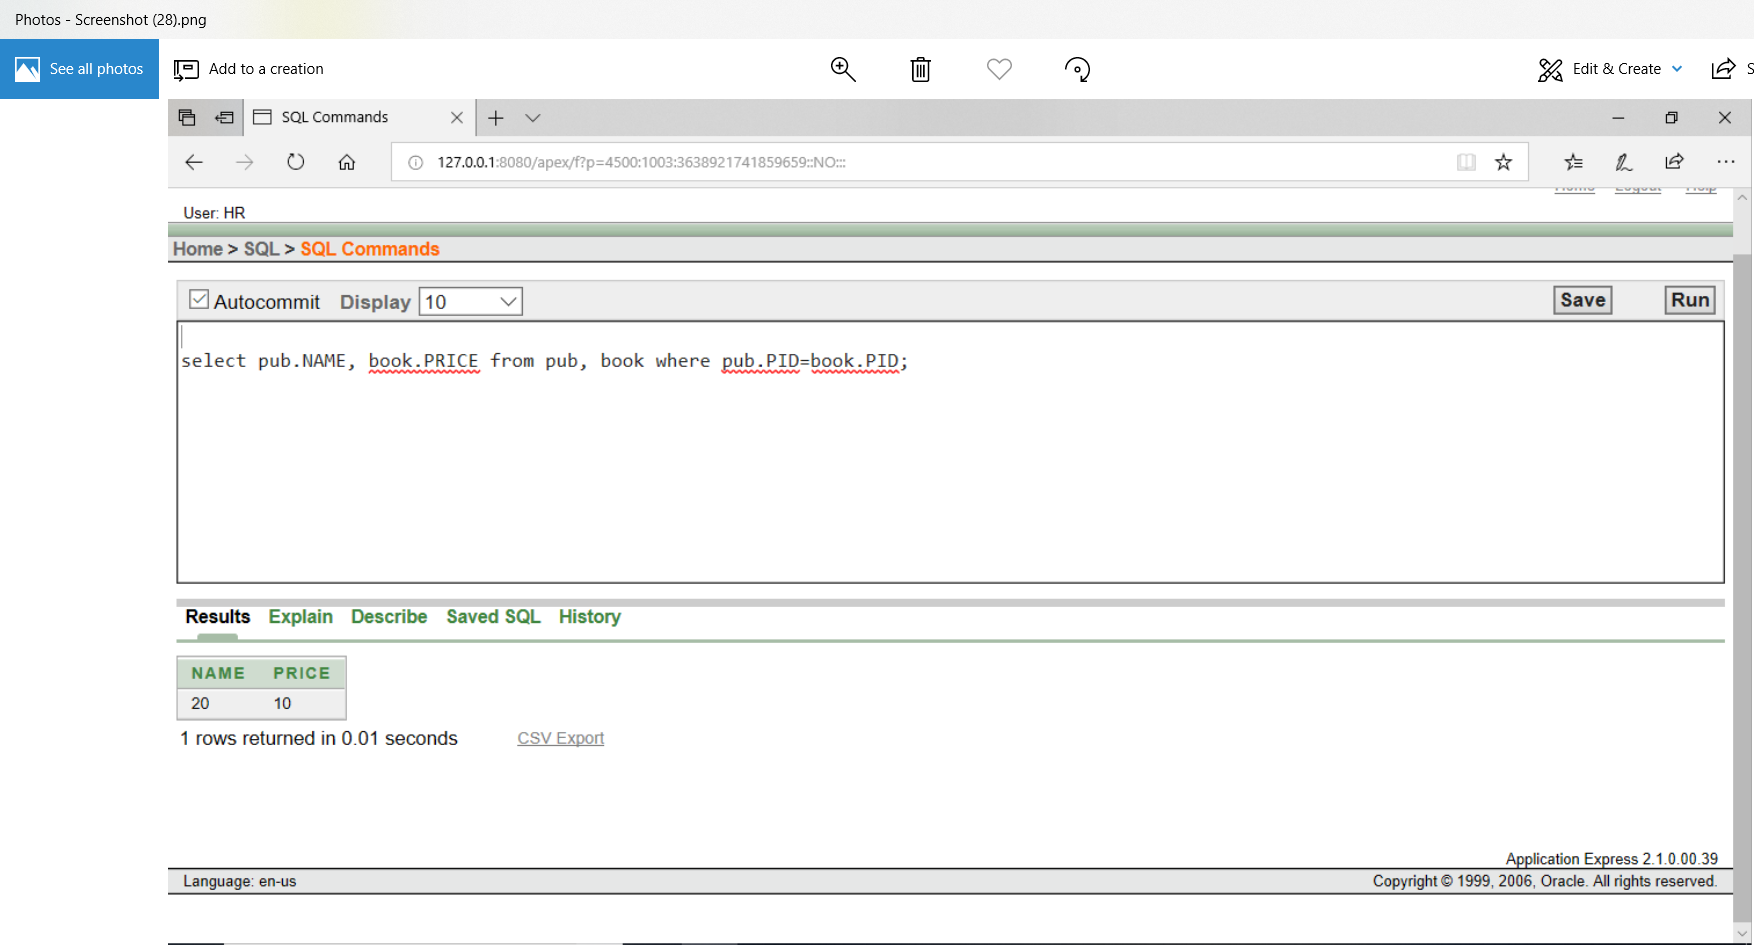 Photos - Screenshot (28).png
See all photos
Add to a creation
Edit & Create
S
SQL Commands
127.0.0.1:8080/apex/f?p=4500:1003:3638921741859659::NO:::
Home Logout Help
User: HR
Home > SQL > SQL Commands
Autocommit Display 10 Save Run
select pub.NAME, book.PRICE from pub, book where pub.PID=book.PID;
Results Explain Describe Saved SQL History
NAME PRICE
20 10
1 rows returned in 0.01 seconds CSV Export
Application Express 2.1.0.00.39
Language: en-us Copyright © 1999, 2006, Oracle. All rights reserved.